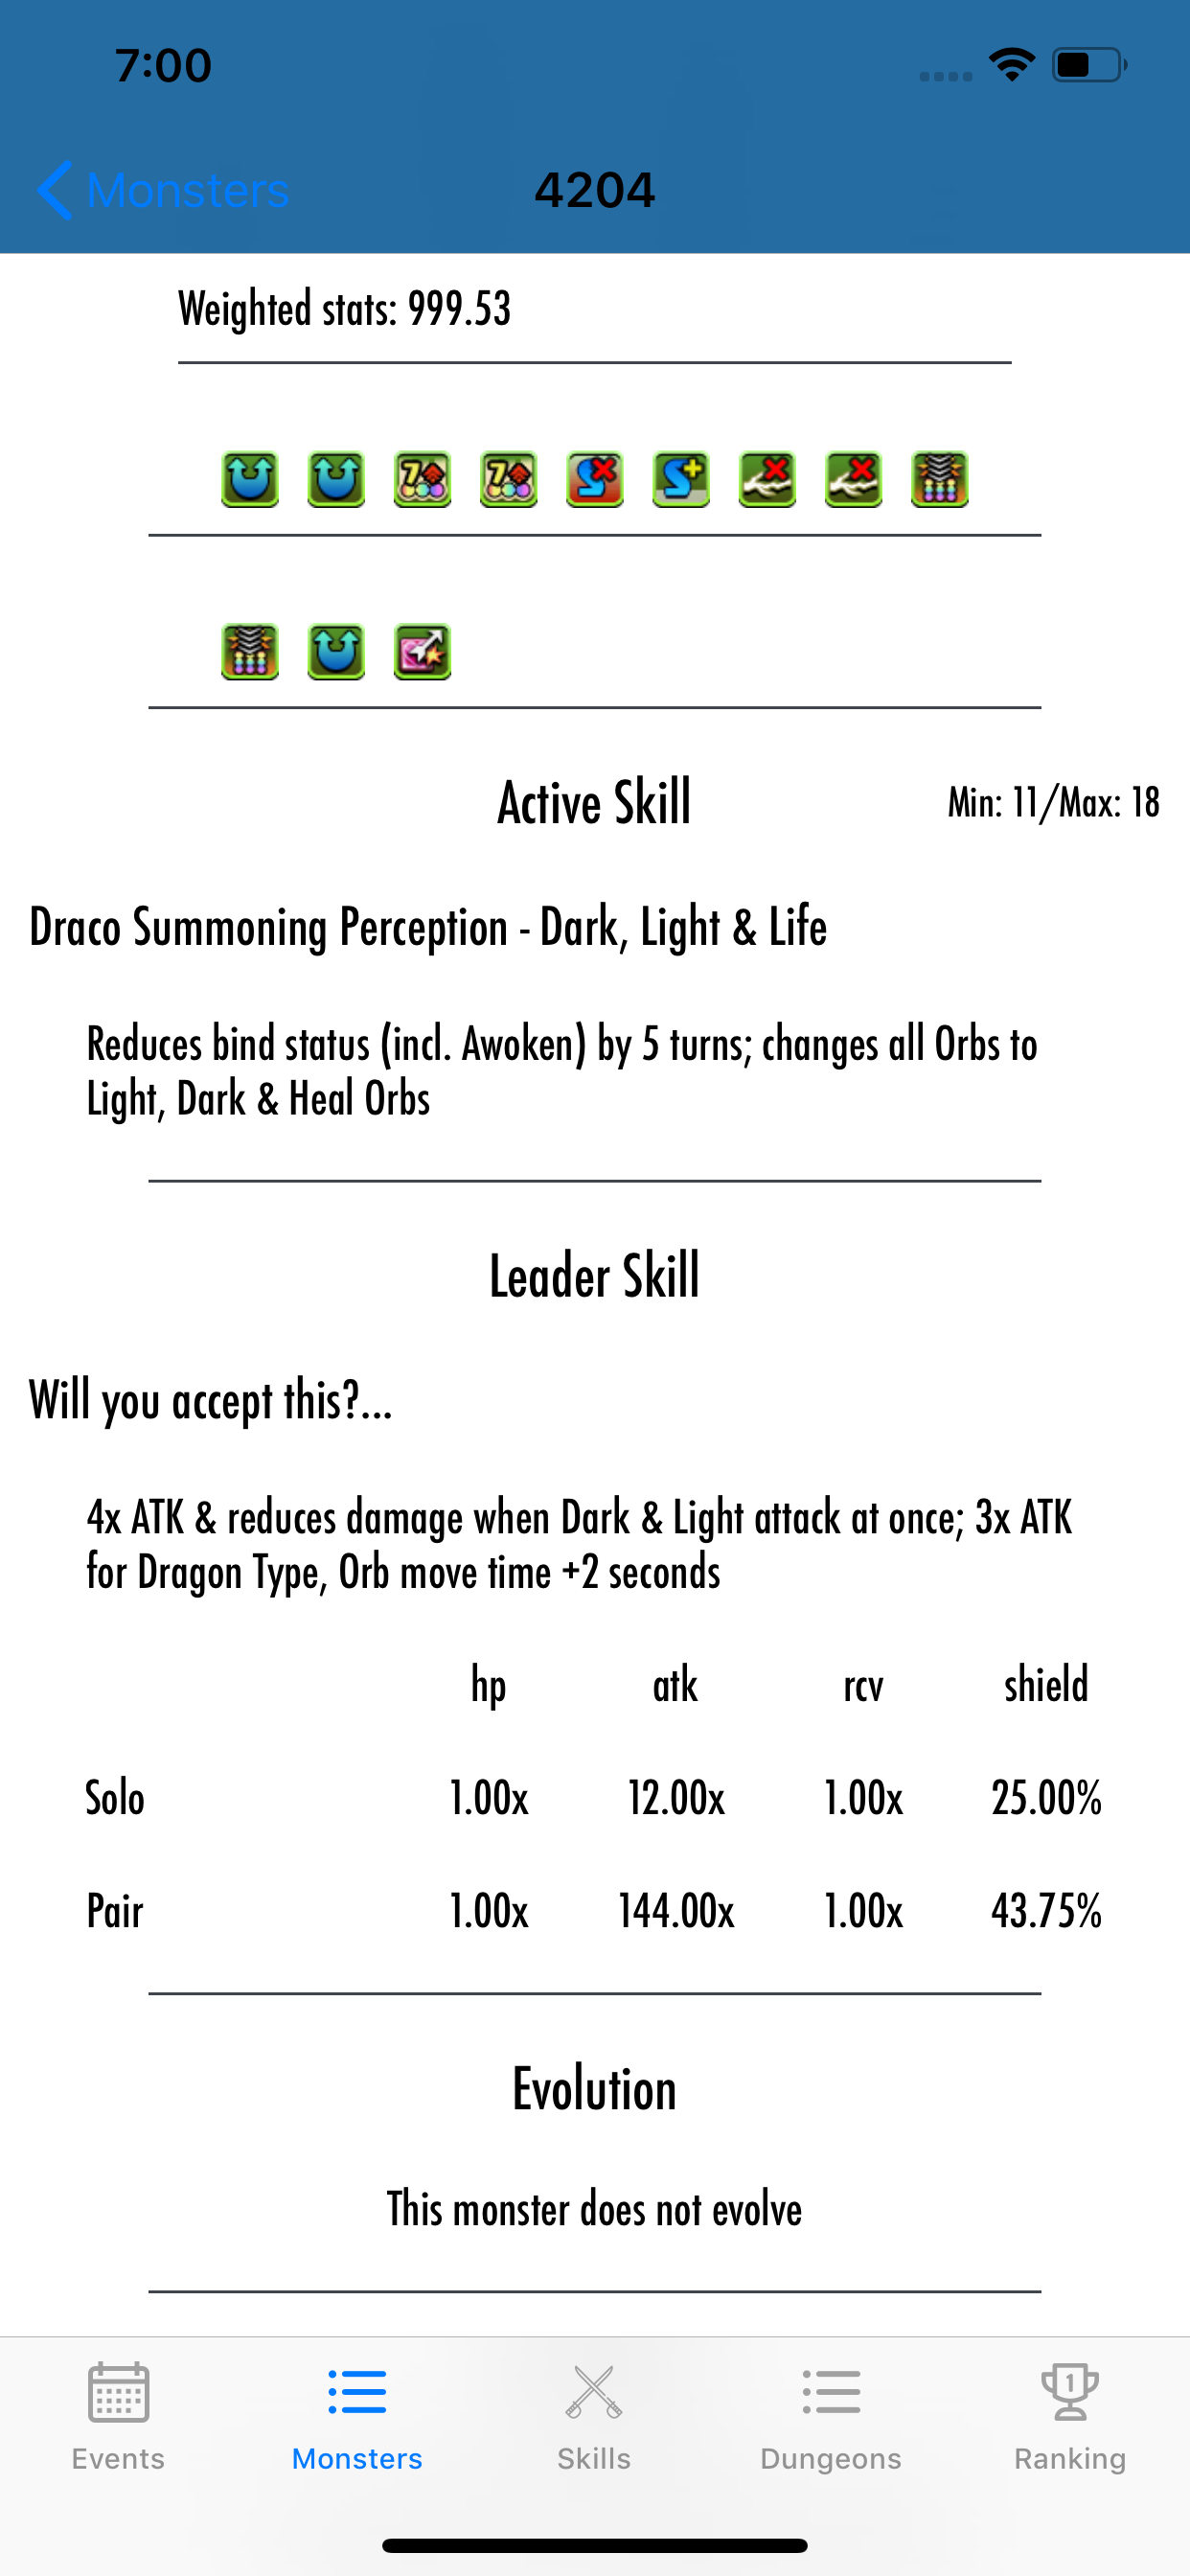 7:00
Monsters
4204
Weighted stats: 999.53
Active Skill
Min: 11/Max: 18
Draco Summoning Perception - Dark, Light & Life
Reduces bind status (incl. Awoken) by 5 turns; changes all Orbs to
Light, Dark & Heal Orbs
Leader Skill
Will you accept this?...
4x ATK & reduces damage when Dark & Light attack at once; 3x ATK
for Dragon Type, Orb move time +2 seconds
hp atk rcv shield
Solo 1.00x 12.00x 1.00x 25.00%
Pair 1.00x 144.00x 1.00x 43.75%
Evolution
This monster does not evolve
Events Monsters Skills Dungeons Ranking